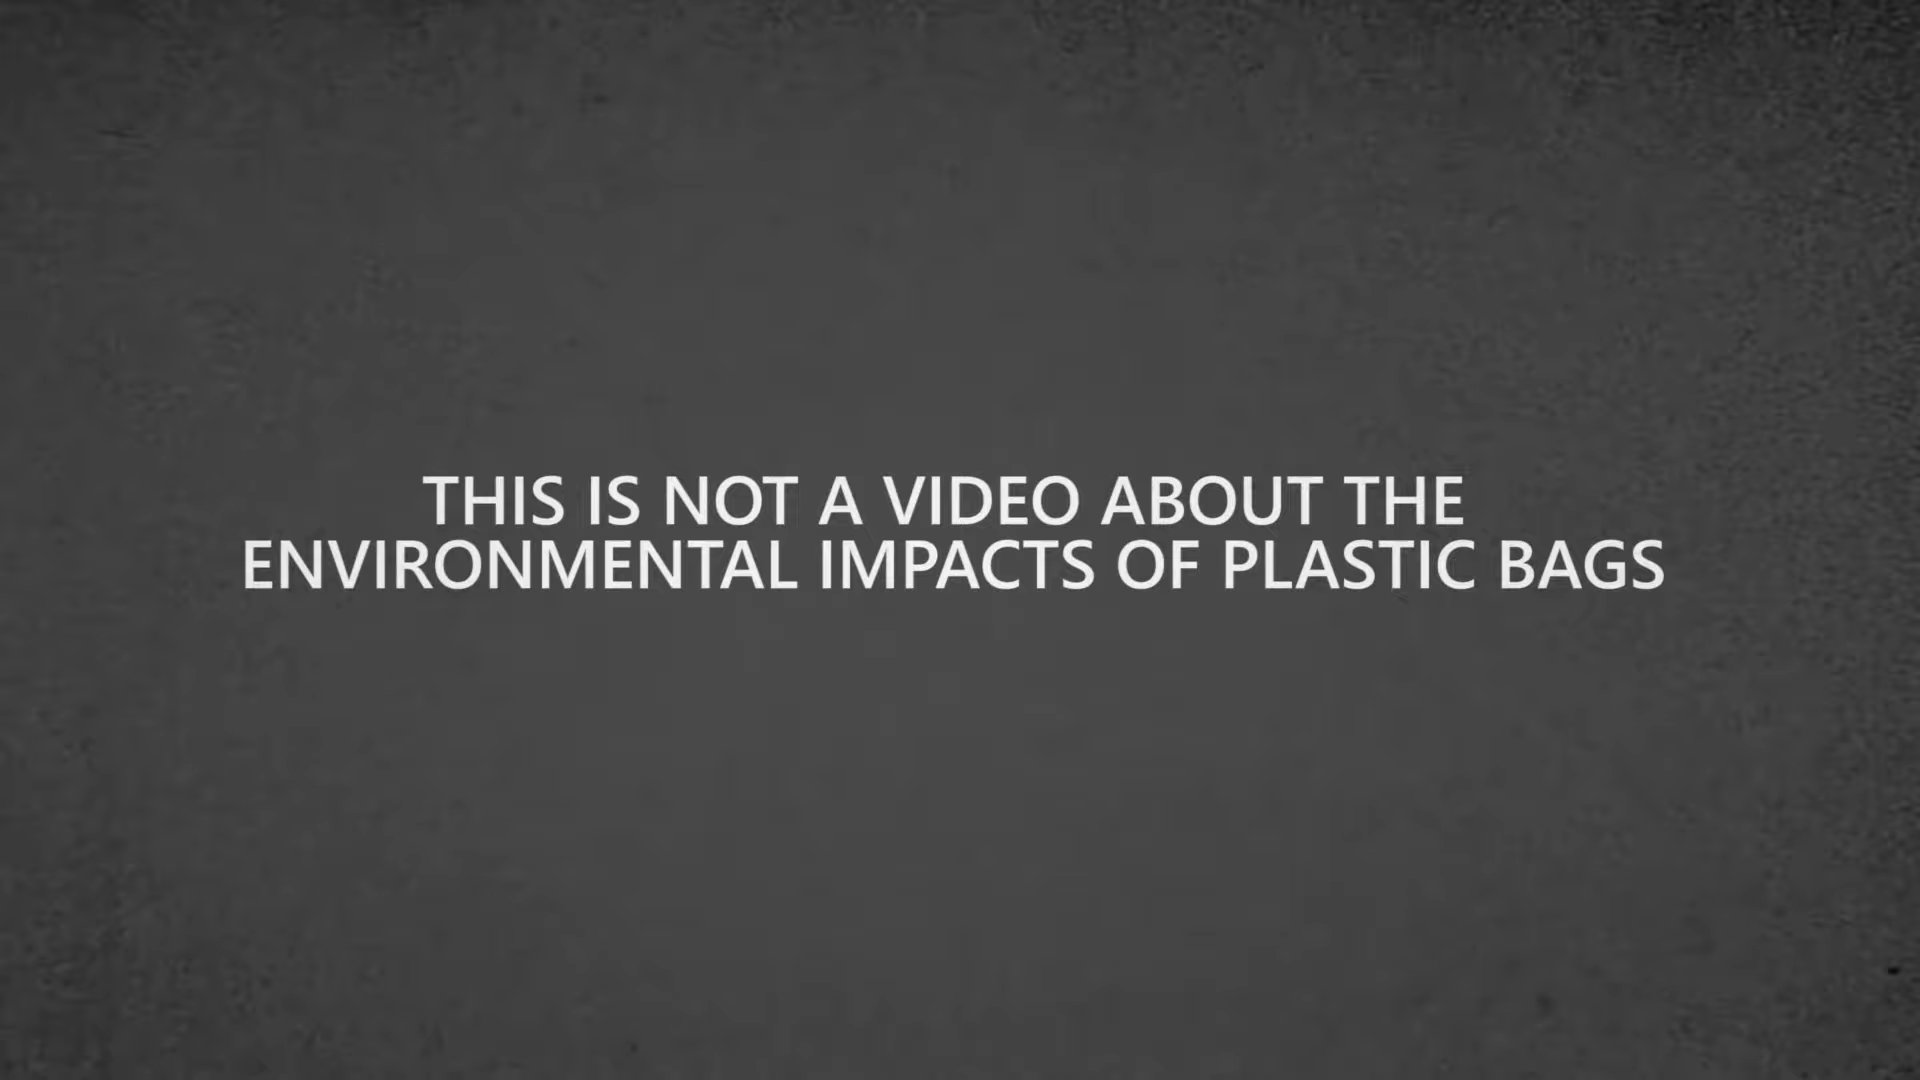 THIS IS NOT A VIDEO ABOUT THE
ENVIRONMENTAL IMPACTS OF PLASTIC BAGS